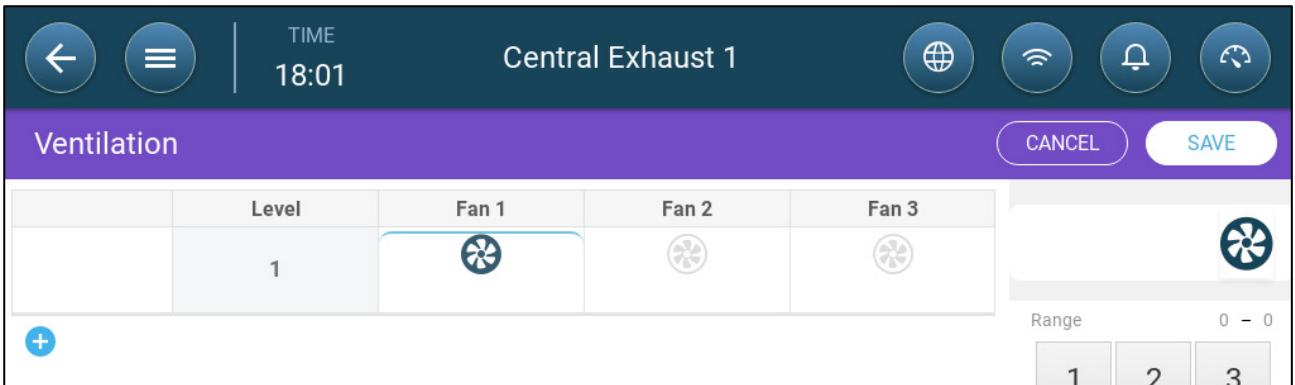 TIME
18:01
Central Exhaust 1
Ventilation
CANCEL
SAVE
Level Fan 1 Fan 2 Fan 3
1
Range 0 – 0
1 2 3